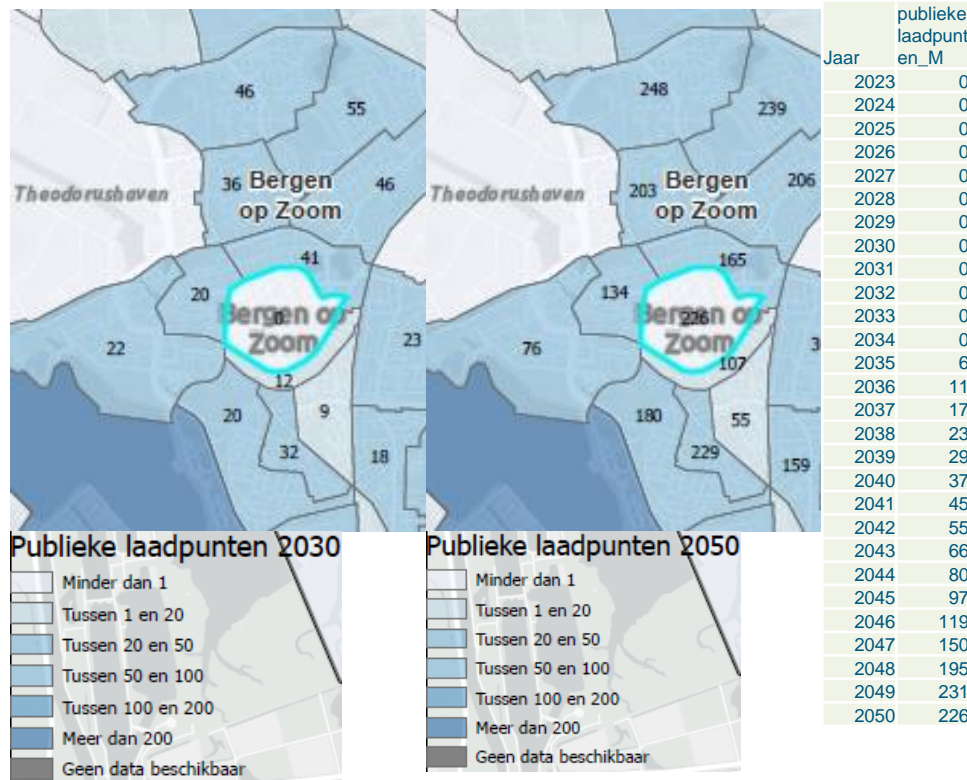 46
55
36 Bergen
op Zoom
46
Theodorushaven
41
20
Bergen op
0
Zoom
22
23
12
20
9
32
18
248
239
203 Bergen
op Zoom
206
Theodorushaven
165
134
Bergen op
226
Zoom
76
3
107
180
55
229
159
Publieke laadpunten 2030
Minder dan 1
Tussen 1 en 20
Tussen 20 en 50
Tussen 50 en 100
Tussen 100 en 200
Meer dan 200
Geen data beschikbaar
Publieke laadpunten 2050
Minder dan 1
Tussen 1 en 20
Tussen 20 en 50
Tussen 50 en 100
Tussen 100 en 200
Meer dan 200
Geen data beschikbaar
publieke
laadpunt
Jaar en_M
2023 0
2024 0
2025 0
2026 0
2027 0
2028 0
2029 0
2030 0
2031 0
2032 0
2033 0
2034 0
2035 6
2036 11
2037 17
2038 23
2039 29
2040 37
2041 45
2042 55
2043 66
2044 80
2045 97
2046 119
2047 150
2048 195
2049 231
2050 226